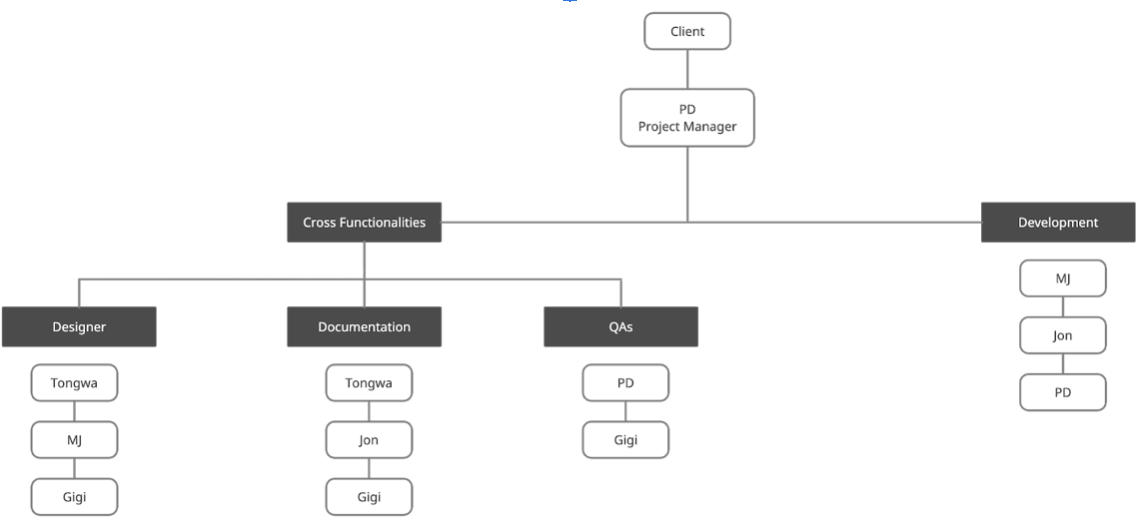 Client
PD
Project Manager
Cross Functionalities
Development
Designer
Documentation
QAs
Tongwa
MJ
Gigi
Tongwa
Jon
Gigi
PD
Gigi
MJ
Jon
PD